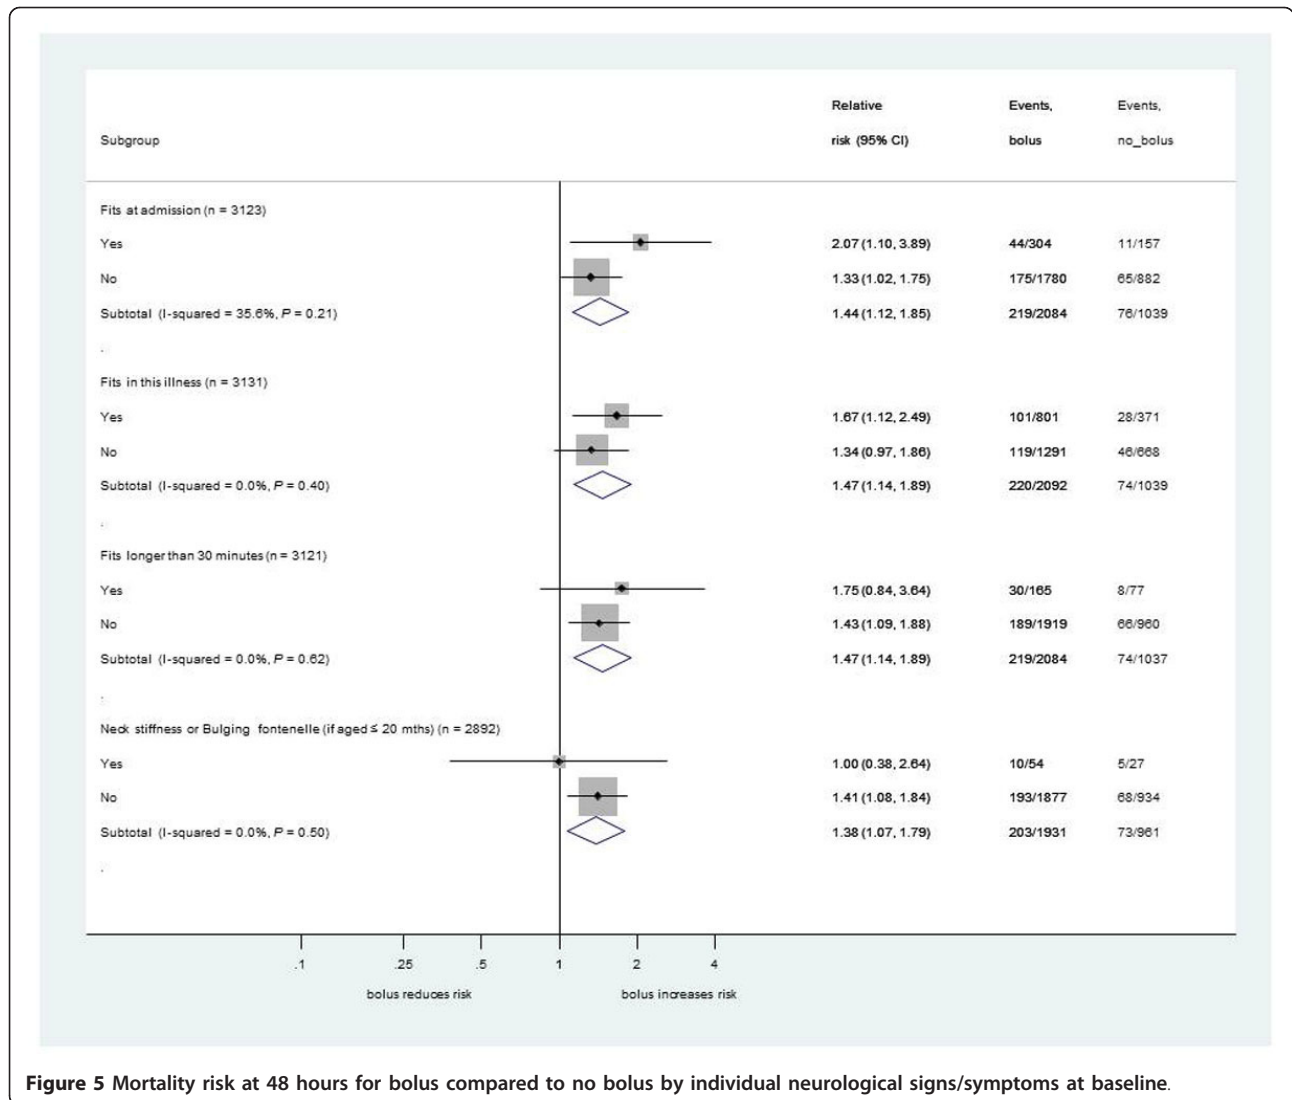 Relative Events, Events,
Subgroup risk (95% CI) bolus no_bolus
Fits at admission (n = 3123)
Yes 2.07 (1.10, 3.89) 44/304 11/157
No 1.33 (1.02, 1.75) 175/1780 65/882
Subtotal (I-squared = 35.6%, P = 0.21) 1.44 (1.12, 1.85) 219/2084 76/1039
.
Fits in this illness (n = 3131)
Yes 1.67 (1.12, 2.49) 101/801 28/371
No 1.34 (0.97, 1.86) 119/1291 46/668
Subtotal (I-squared = 0.0%, P = 0.40) 1.47 (1.14, 1.89) 220/2092 74/1039
.
Fits longer than 30 minutes (n = 3121)
Yes 1.75 (0.84, 3.64) 30/165 8/77
No 1.43 (1.09, 1.88) 189/1919 66/960
Subtotal (I-squared = 0.0%, P = 0.62) 1.47 (1.14, 1.89) 219/2084 74/1037
.
Neck stiffness or Bulging fontenelle (if aged ≤ 20 mths) (n = 2892)
Yes 1.00 (0.38, 2.64) 10/54 5/27
No 1.41 (1.08, 1.84) 193/1877 68/934
Subtotal (I-squared = 0.0%, P = 0.50) 1.38 (1.07, 1.79) 203/1931 73/961
.
.1 .25 .5 1 2 4
bolus reduces risk bolus increases risk
Figure 5 Mortality risk at 48 hours for bolus compared to no bolus by individual neurological signs/symptoms at baseline.